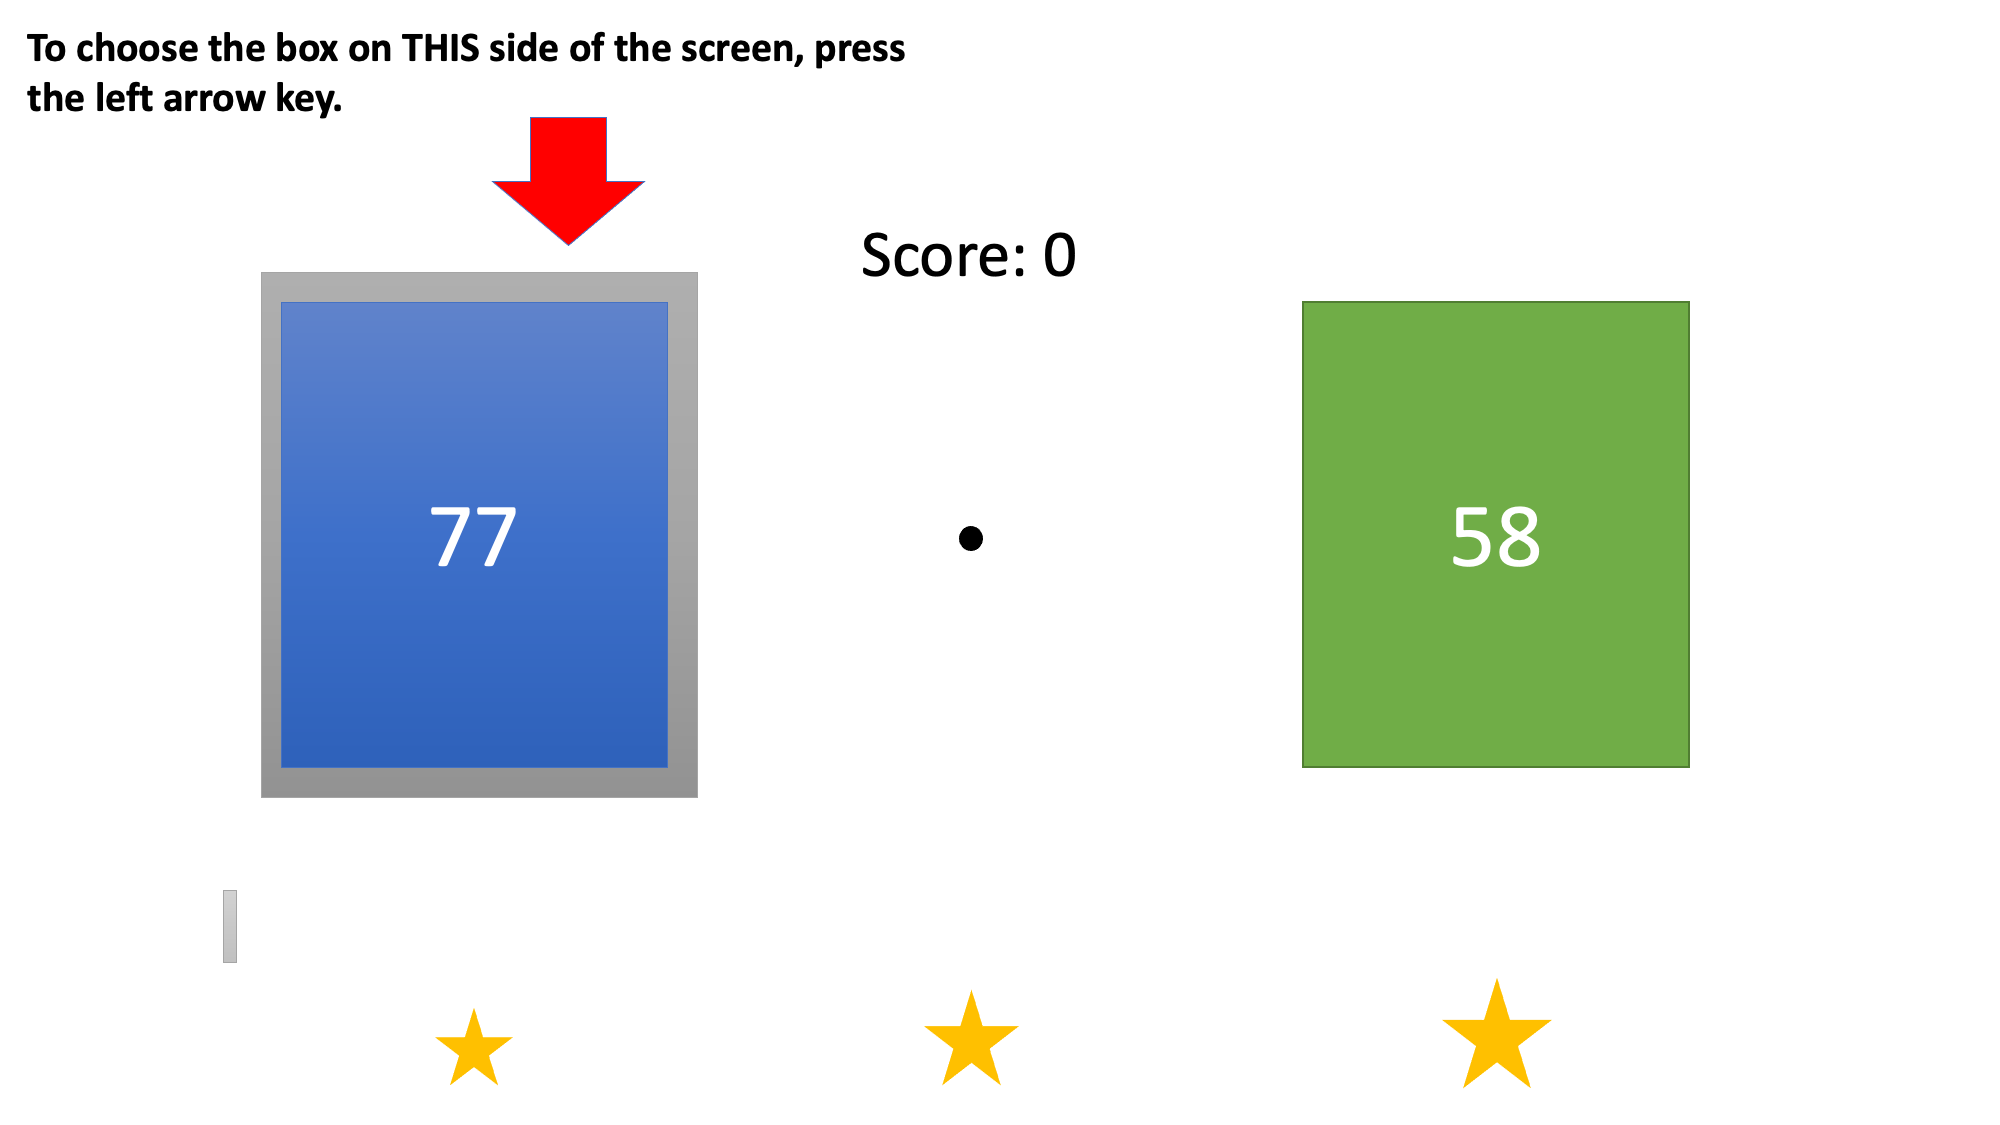 To choose the box on THIS side of the screen, press
the left arrow key.
Score: 0
77
58